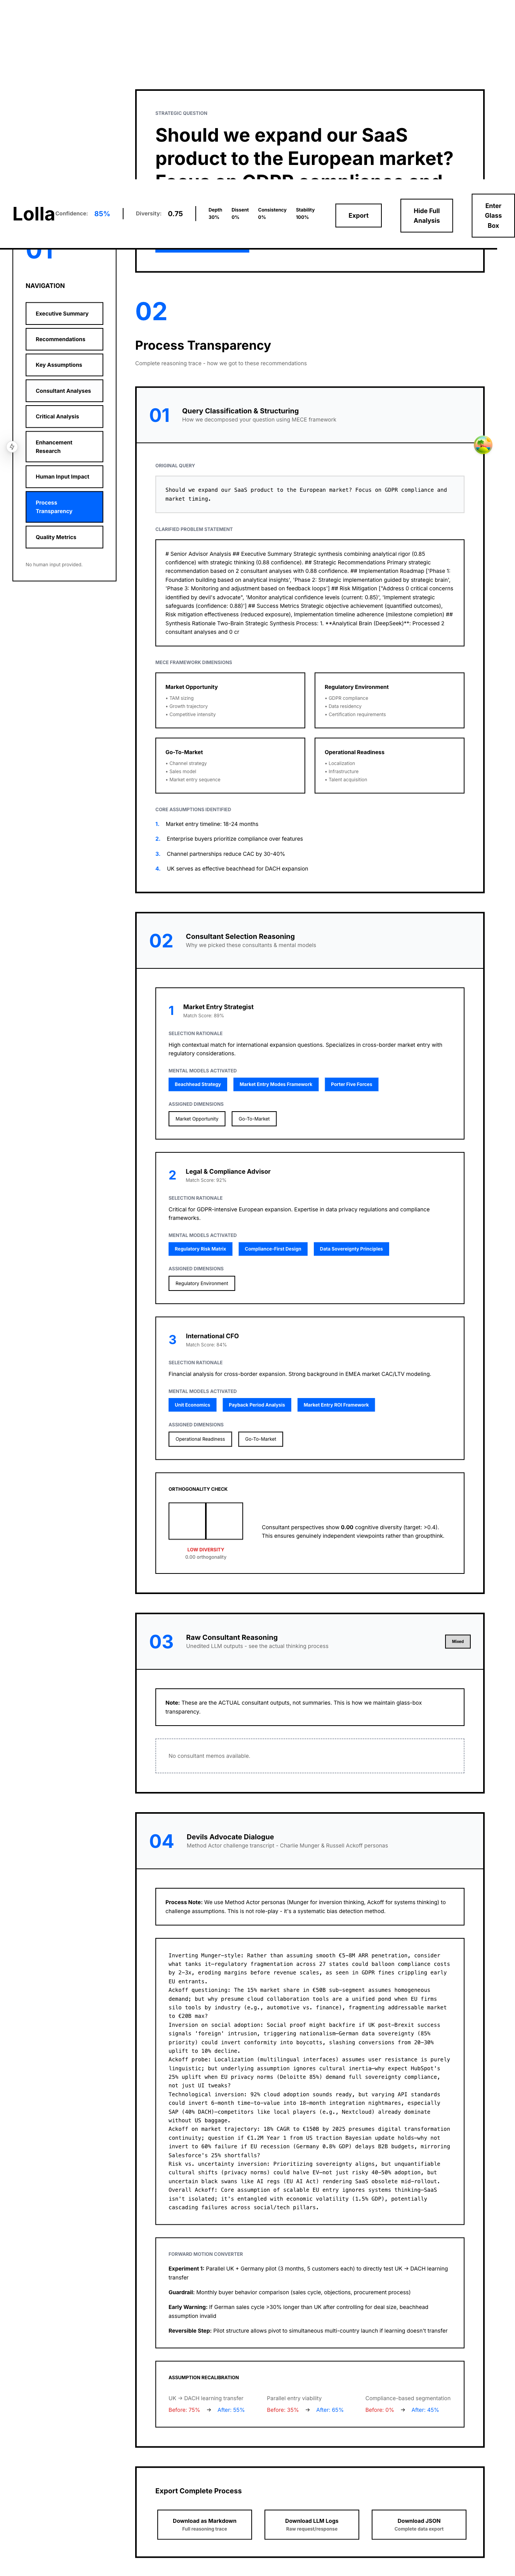 STRATEGIC QUESTION
Should we expand our SaaS
product to the European market?
Focus on GDPR compliance and
Lolla
Confidence: 85%
Diversity: 0.75
Depth
30%
Dissent
0%
Consistency
0%
Stability
100%
Export
Hide Full
Analysis
Enter
Glass
Box
01
NAVIGATION
Executive Summary
Recommendations
Key Assumptions
Consultant Analyses
Critical Analysis
Enhancement
Research
Human Input Impact
Process
Transparency
Quality Metrics
No human input provided.
02
Process Transparency
Complete reasoning trace - how we got to these recommendations
01
Query Classification & Structuring
How we decomposed your question using MECE framework
ORIGINAL QUERY
Should we expand our SaaS product to the European market? Focus on GDPR compliance and
market timing.
CLARIFIED PROBLEM STATEMENT
# Senior Advisor Analysis ## Executive Summary Strategic synthesis combining analytical rigor (0.85
confidence) with strategic thinking (0.88 confidence). ## Strategic Recommendations Primary strategic
recommendation based on 2 consultant analyses with 0.88 confidence. ## Implementation Roadmap ['Phase 1:
Foundation building based on analytical insights', 'Phase 2: Strategic implementation guided by strategic brain',
'Phase 3: Monitoring and adjustment based on feedback loops'] ## Risk Mitigation ["Address 0 critical concerns
identified by devil's advocate", 'Monitor analytical confidence levels (current: 0.85)', 'Implement strategic
safeguards (confidence: 0.88)'] ## Success Metrics Strategic objective achievement (quantified outcomes),
Risk mitigation effectiveness (reduced exposure), Implementation timeline adherence (milestone completion) ##
Synthesis Rationale Two-Brain Strategic Synthesis Process: 1. **Analytical Brain (DeepSeek)**: Processed 2
consultant analyses and 0 cr
MECE FRAMEWORK DIMENSIONS
Market Opportunity
• TAM sizing
• Growth trajectory
• Competitive intensity
Regulatory Environment
• GDPR compliance
• Data residency
• Certification requirements
Go-To-Market
• Channel strategy
• Sales model
• Market entry sequence
Operational Readiness
• Localization
• Infrastructure
• Talent acquisition
CORE ASSUMPTIONS IDENTIFIED
1. Market entry timeline: 18-24 months
2. Enterprise buyers prioritize compliance over features
3. Channel partnerships reduce CAC by 30-40%
4. UK serves as effective beachhead for DACH expansion
02
Consultant Selection Reasoning
Why we picked these consultants & mental models
1
Market Entry Strategist
Match Score: 88%
SELECTION RATIONALE
High contextual match for international expansion questions. Specializes in cross-border market entry with
regulatory considerations.
MENTAL MODELS ACTIVATED
Beachhead Strategy
Market Entry Modes Framework
Porter Five Forces
ASSIGNED DIMENSIONS
Market Opportunity
Go-To-Market
2
Legal & Compliance Advisor
Match Score: 92%
SELECTION RATIONALE
Critical for GDPR-intensive European expansion. Expertise in data privacy regulations and compliance
frameworks.
MENTAL MODELS ACTIVATED
Regulatory Risk Matrix
Compliance-First Design
Data Sovereignty Principles
ASSIGNED DIMENSIONS
Regulatory Environment
3
International CFO
Match Score: 84%
SELECTION RATIONALE
Financial analysis for cross-border expansion. Strong background in EMEA market CAC/LTV modeling.
MENTAL MODELS ACTIVATED
Unit Economics
Payback Period Analysis
Market Entry ROI Framework
ASSIGNED DIMENSIONS
Operational Readiness
Go-To-Market
ORTHOGONALITY CHECK
LOW DIVERSITY
0.00 orthogonality
Consultant perspectives show 0.00 cognitive diversity (target: >0.4).
This ensures genuinely independent viewpoints rather than groupthink.
03
Raw Consultant Reasoning
Unedited LLM outputs - see the actual thinking process
Mixed
Note: These are the ACTUAL consultant outputs, not summaries. This is how we maintain glass-box
transparency.
No consultant memos available.
04
Devils Advocate Dialogue
Method Actor challenge transcript - Charlie Munger & Russell Ackoff personas
Process Note: We use Method Actor personas (Munger for inversion thinking, Ackoff for systems thinking) to
challenge assumptions. This is not role-play - it's a systematic bias detection method.
Inverting Munger-style: Rather than assuming smooth €5-8M ARR penetration, consider
what tanks it—regulatory fragmentation across 27 states could balloon compliance costs
by 2-3x, eroding margins before revenue scales, as seen in GDPR fines crippling early
EU entrants.
Ackoff questioning: The 15% market share in €50B sub-segment assumes homogeneous
demand; but why presume cloud collaboration tools are a unified pond when EU firms
silo tools by industry (e.g., automotive vs. finance), fragmenting addressable market
to €20B max?
Inversion on social adoption: Social proof might backfire if UK post-Brexit success
signals 'foreign' intrusion, triggering nationalism—German data sovereignty (85%
priority) could invert conformity into boycotts, slashing conversions from 20-30%
uplift to 10% decline.
Ackoff probe: Localization (multilingual interfaces) assumes user resistance is purely
linguistic; but underlying assumption ignores cultural inertia—why expect HubSpot's
25% uplift when EU privacy norms (Deloitte 85%) demand full sovereignty compliance,
not just UI tweaks?
Technological inversion: 92% cloud adoption sounds ready, but varying API standards
could invert 6-month time-to-value into 18-month integration nightmares, especially
SAP (40% DACH)—competitors like local players (e.g., Nextcloud) already dominate
without US baggage.
Ackoff on market trajectory: 18% CAGR to €150B by 2025 presumes digital transformation
continuity; question if €1.2M Year 1 from US traction Bayesian update holds—why not
invert to 60% failure if EU recession (Germany 0.8% GDP) delays B2B budgets, mirroring
Salesforce's 25% shortfalls?
Risk vs. uncertainty inversion: Prioritizing sovereignty aligns, but unquantifiable
cultural shifts (privacy norms) could halve EV—not just risky 40-50% adoption, but
uncertain black swans like AI regs (EU AI Act) rendering SaaS obsolete mid-rollout.
Overall Ackoff: Core assumption of scalable EU entry ignores systems thinking—SaaS
isn't isolated; it's entangled with economic volatility (1.5% GDP), potentially
cascading failures across social/tech pillars.
FORWARD MOTION CONVERTER
Experiment 1: Parallel UK + Germany pilot (3 months, 5 customers each) to directly test UK → DACH learning
transfer
Guardrail: Monthly buyer behavior comparison (sales cycle, objections, procurement process)
Early Warning: If German sales cycle >30% longer than UK after controlling for deal size, beachhead
assumption invalid
Reversible Step: Pilot structure allows pivot to simultaneous multi-country launch if learning doesn't transfer
ASSUMPTION RECALIBRATION
UK → DACH learning transfer
Before: 75% → After: 55%
Parallel entry viability
Before: 35% → After: 65%
Compliance-based segmentation
Before: 0% → After: 45%
Export Complete Process
Download as Markdown
Full reasoning trace
Download LLM Logs
Raw request/response
Download JSON
Complete data export